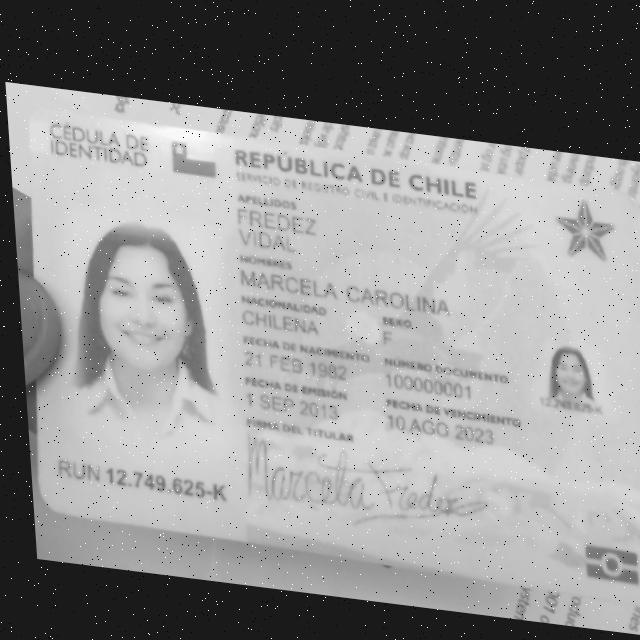 CÉDULA DE
IDENTIDAD
REPÚBLICA DE CHILE
SERVICIO DE REGISTRO CIVIL E IDENTIFICACIÓN
APELLIDOS
FREDEZ
VIDAL
NOMBRES
MARCELA CAROLINA
NACIONALIDAD
CHILENA
SEXO
F
FECHA DE NACIMIENTO
21 FEB 1982
NÚMERO DOCUMENTO
100000001
FECHA DE EMISIÓN
1 SEP 2013
FECHA DE VENCIMIENTO
10 AGO 2023
FIRMA DEL TITULAR
Marcela Fredez
RUN 12.749.625-K